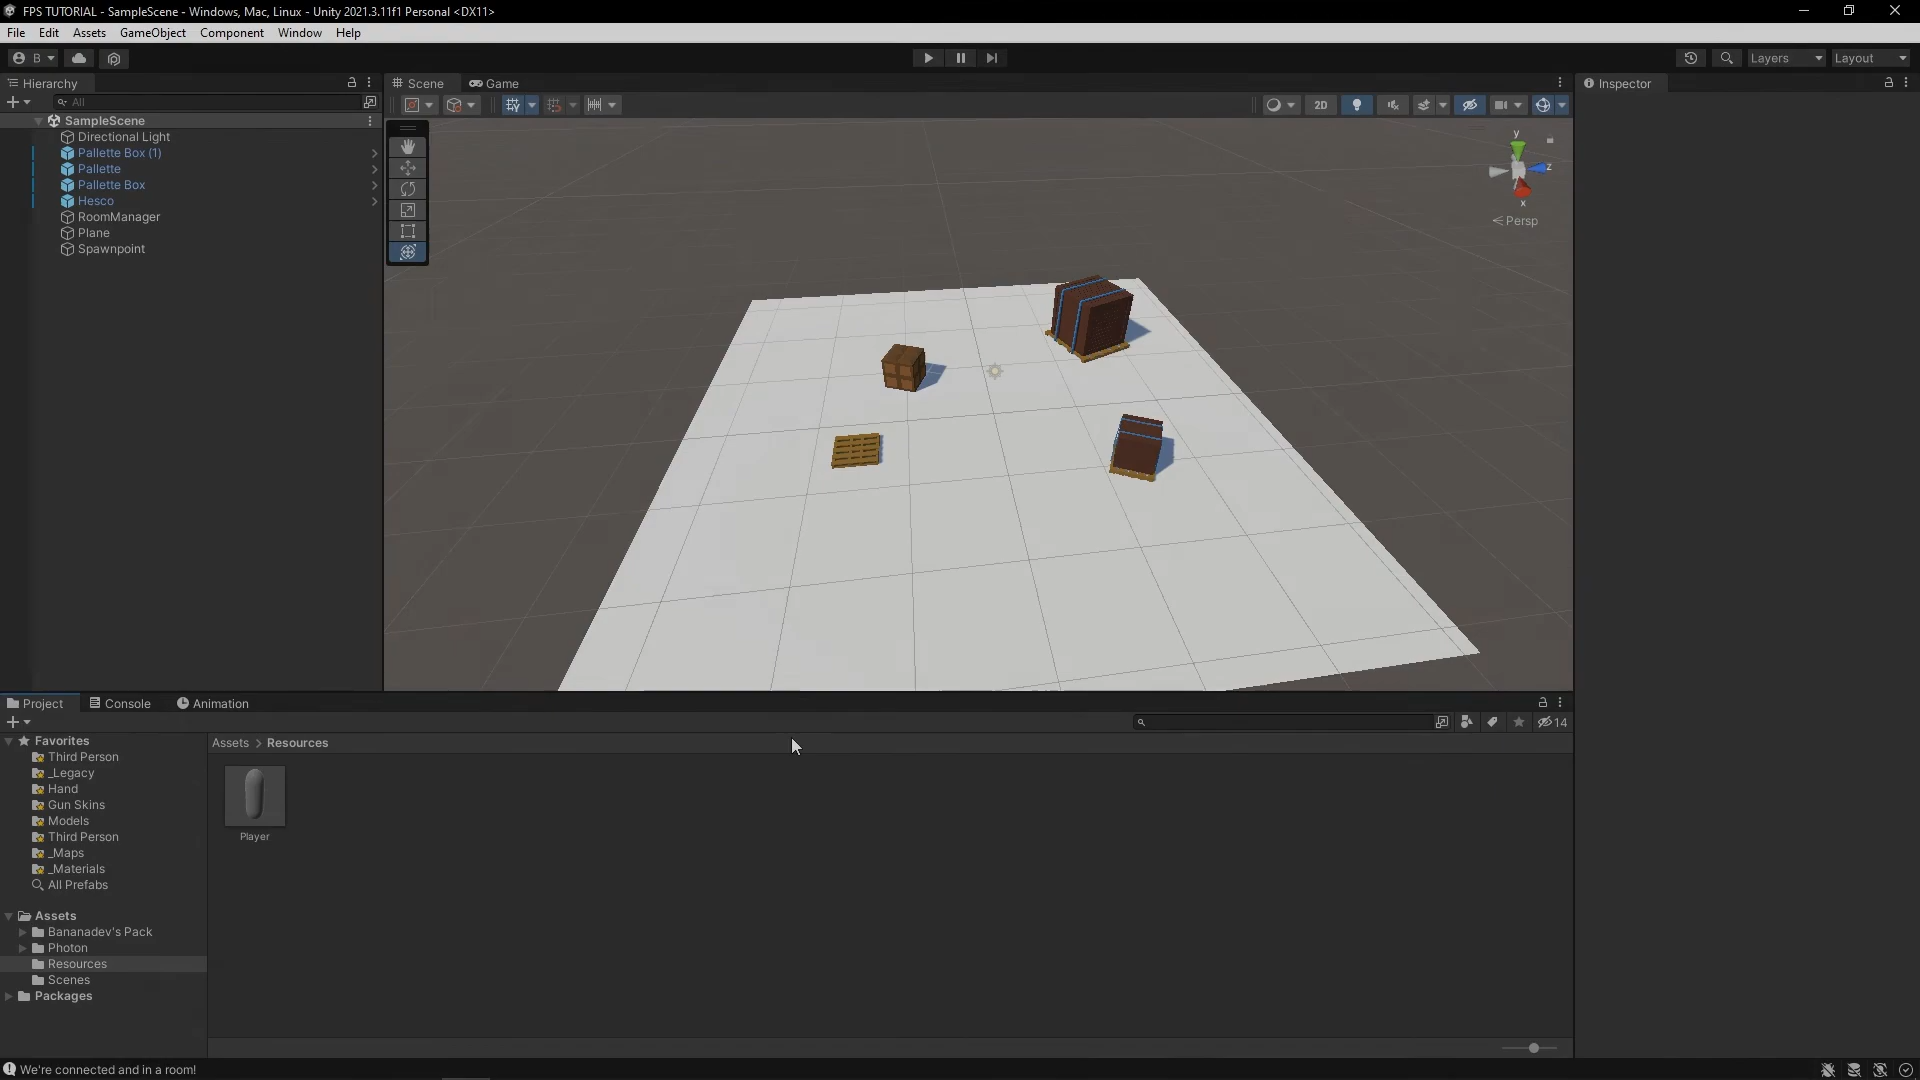 FPS TUTORIAL - SampleScene - Windows, Mac, Linux - Unity 2021.3.11f1 Personal <DX11>
File Edit Assets GameObject Component Window Help
B Layers Layout
Hierarchy
All
SampleScene
Directional Light
Pallette Box (1)
Pallette
Pallette Box
Hesco
RoomManager
Plane
Spawnpoint
Scene Game
2D
y
z
x
Persp
Inspector
Project Console Animation
14
Favorites
Third Person
_Legacy
Hand
Gun Skins
Models
Third Person
_Maps
_Materials
All Prefabs
Assets
Bananadev's Pack
Photon
Resources
Scenes
Packages
Assets > Resources
Player
We're connected and in a room!